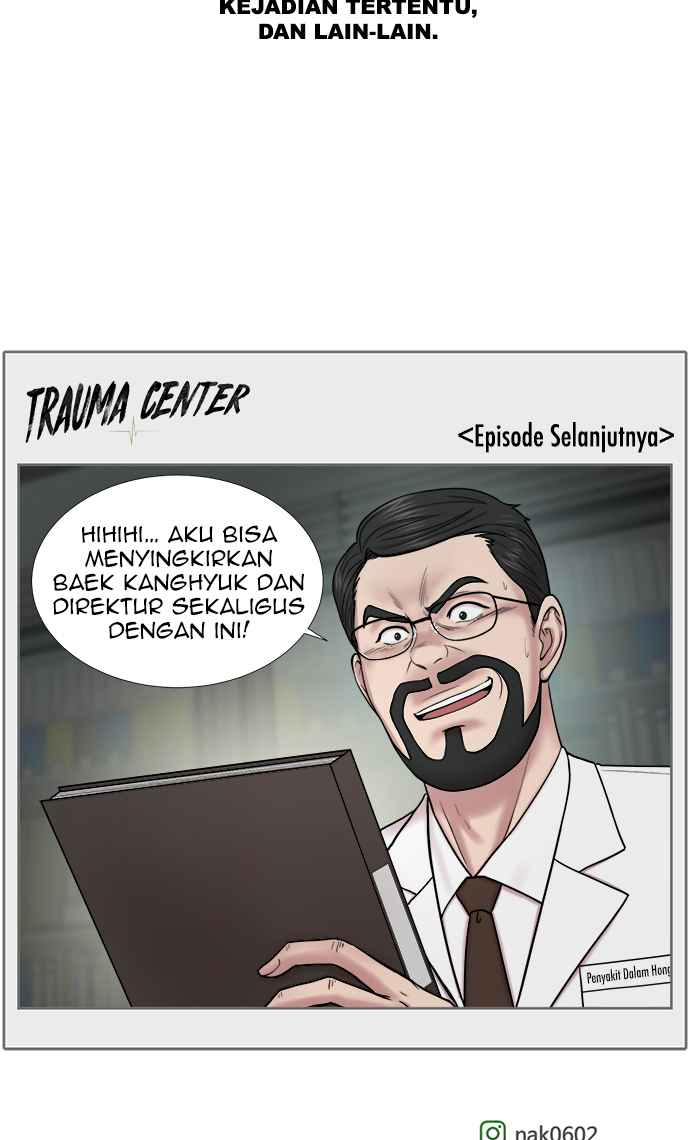 KEJADIAN TERTENTU,
DAN LAIN-LAIN.
TRAUMA CENTER
<Episode Selanjutnya>
HIHIHI... AKU BISA
MENYINGKIRKAN
BAEK KANGHYUK DAN
DIREKTUR SEKALIGUS
DENGAN INI!
Penyakit Dalam Hong
nak0602